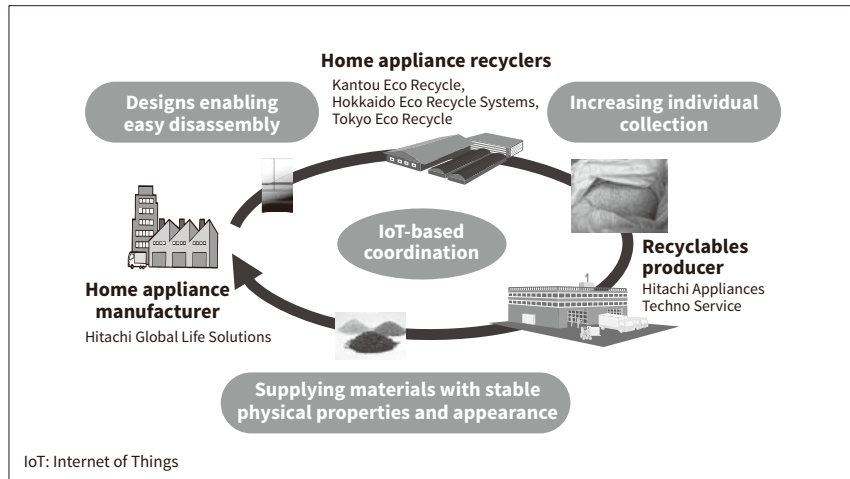 Home appliance recyclers
Kantou Eco Recycle,
Hokkaido Eco Recycle Systems,
Tokyo Eco Recycle
Designs enabling
easy disassembly
Increasing individual
collection
IoT-based
coordination
Recyclables
producer
Hitachi Appliances
Techno Service
Home appliance
manufacturer
Hitachi Global Life Solutions
Supplying materials with stable
physical properties and appearance
IoT: Internet of Things